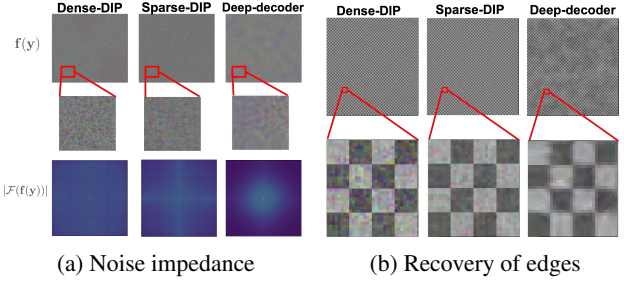 Dense-DIP Sparse-DIP Deep-decoder
f(y)
|F(f(y))|
(a) Noise impedance
Dense-DIP Sparse-DIP Deep-decoder
(b) Recovery of edges